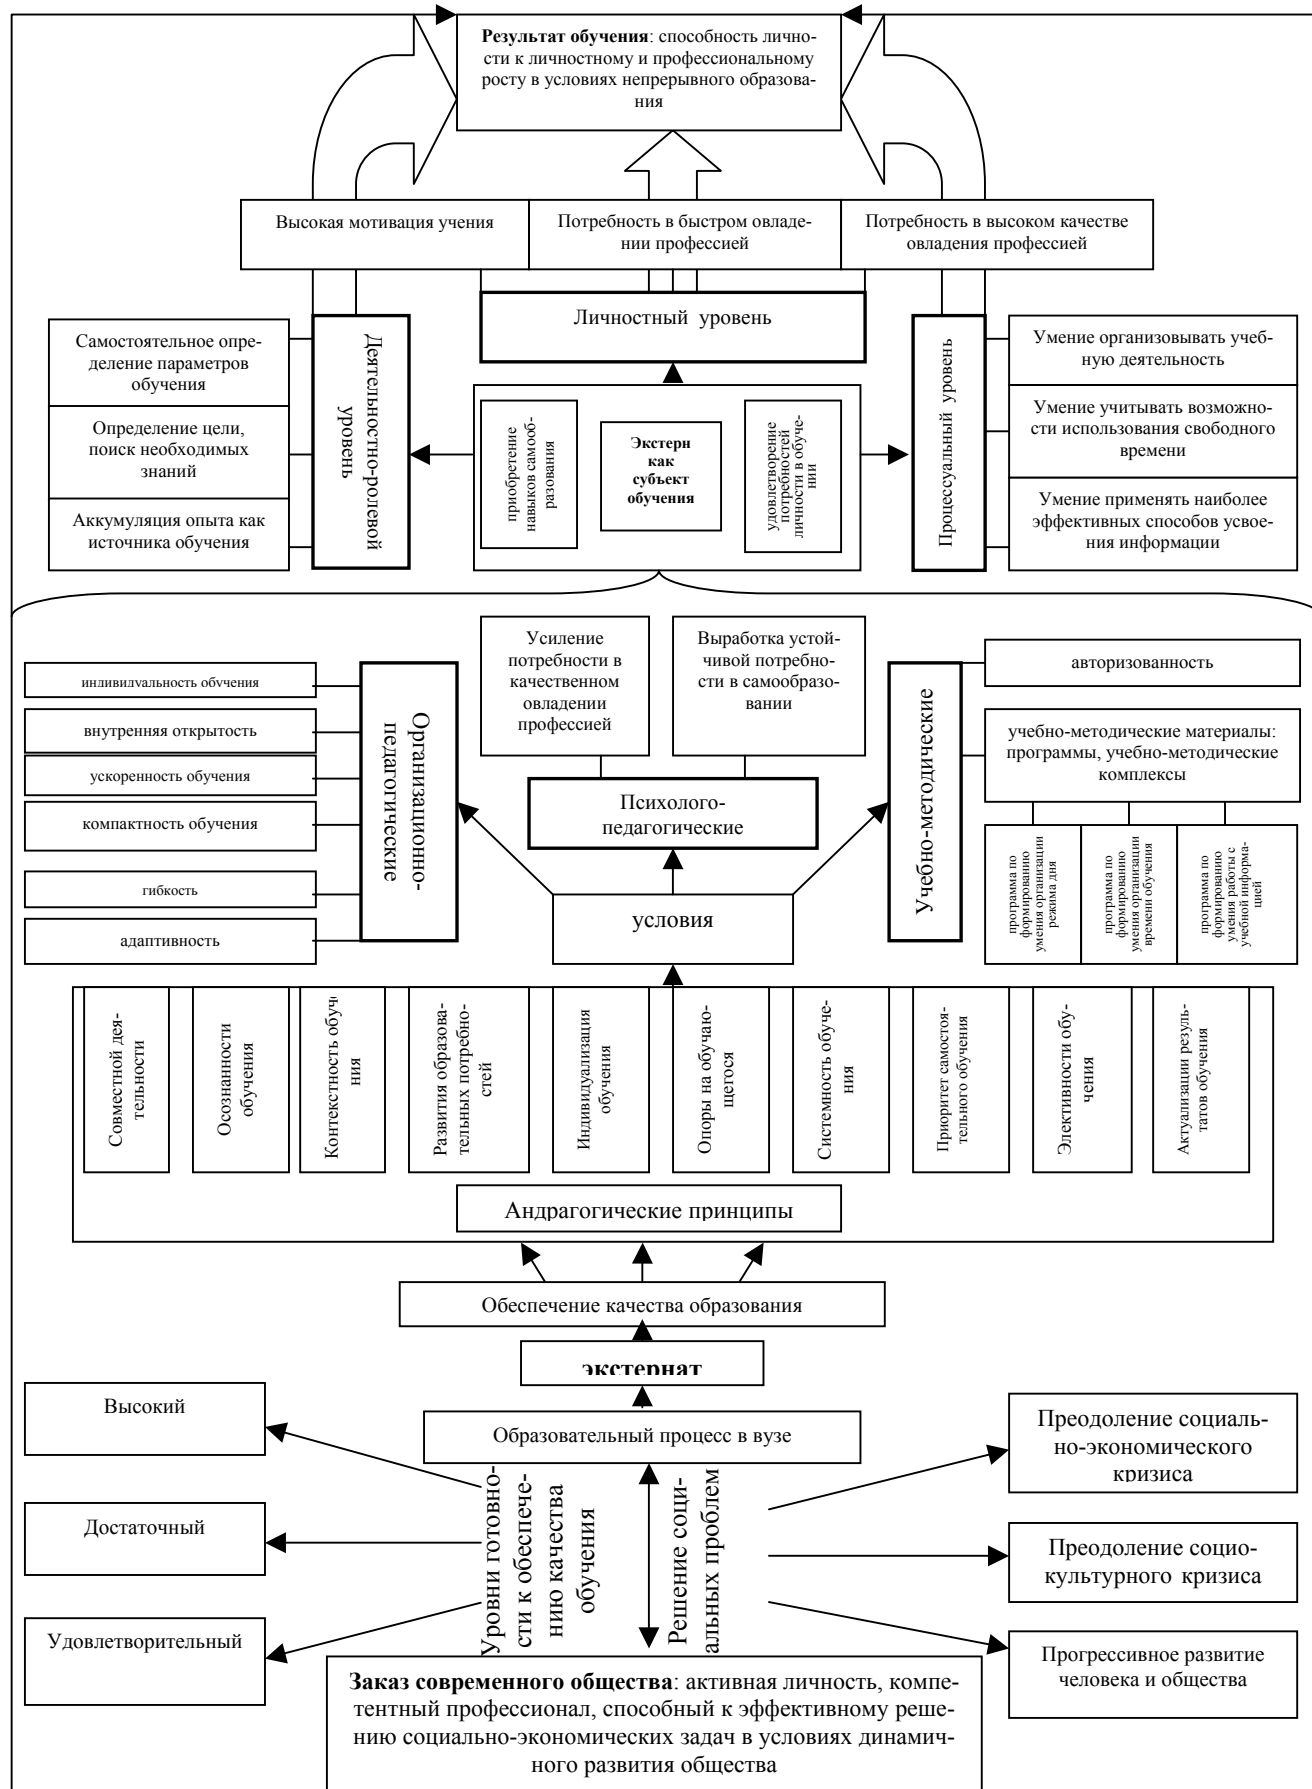 Результат обучения: способность лично-
сти к личностному и профессиональному
росту в условиях непрерывного образова-
ния
Высокая мотивация учения
Потребность в быстром овладе-
нии профессией
Потребность в высоком качестве
овладения профессией
Личностный уровень
Самостоятельное опре-
деление параметров
обучения
Определение цели,
поиск необходимых
знаний
Аккумуляция опыта как
источника обучения
Деятельностно-ролевой
уровень
приобретение
навыков самооб-
разования
Экстерн
как
субъект
обучения
удовлетворение
потребностей
личности в обуче-
нии
Процессуальный уровень
Умение организовывать учеб-
ную деятельность
Умение учитывать возможно-
сти использования свободного
времени
Умение применять наиболее
эффективных способов усвое-
ния информации
индивидуальность обучения
внутренняя открытость
ускоренность обучения
компактность обучения
гибкость
адаптивность
Организационно-
педагогические
Усиление
потребности в
качественном
овладении
профессией
Выработка устой-
чивой потребно-
сти в самообразо-
вании
Психолого-
педагогические
условия
Учебно-методические
авторизованность
учебно-методические материалы:
программы, учебно-методические
комплексы
программа по
формированию
умения организации
режима дня
программа по
формированию
умения организации
времени обучения
программа по
формированию
умения работы с
учебной информа-
цией
Совместной дея-
тельности
Осознанности
обучения
Контекстность обуч
ния
Развития образова-
тельных потребно-
стей
Индивидуализация
обучения
Опоры на обучаю-
щегося
Системность обуче-
ния
Приоритет самостоя-
тельного обучения
Элективности обу-
чения
Актуализации резуль-
татов обучения
Андрагогические принципы
Обеспечение качества образования
экстернат
Образовательный процесс в вузе
Высокий
Достаточный
Удовлетворительный
Уровни готовно-
сти к обеспече-
нию качества
обучения
Решение соци-
альных проблем
Преодоление социаль-
но-экономического
кризиса
Преодоление социо-
культурного кризиса
Прогрессивное развитие
человека и общества
Заказ современного общества: активная личность, компе-
тентный профессионал, способный к эффективному реше-
нию социально-экономических задач в условиях динамич-
ного развития общества